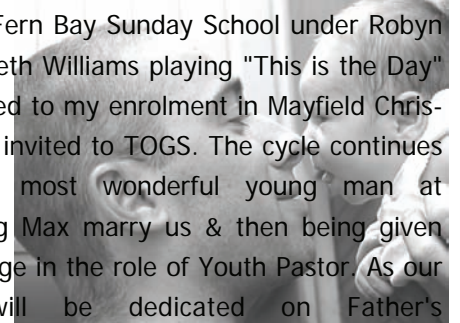 Fern Bay Sunday School under Robyn
eth Williams playing "This is the Day"
ed to my enrolment in Mayfield Chris-
invited to TOGS. The cycle continues
most wonderful young man at
g Max marry us & then being given
ge in the role of Youth Pastor. As our
will be dedicated on Father's